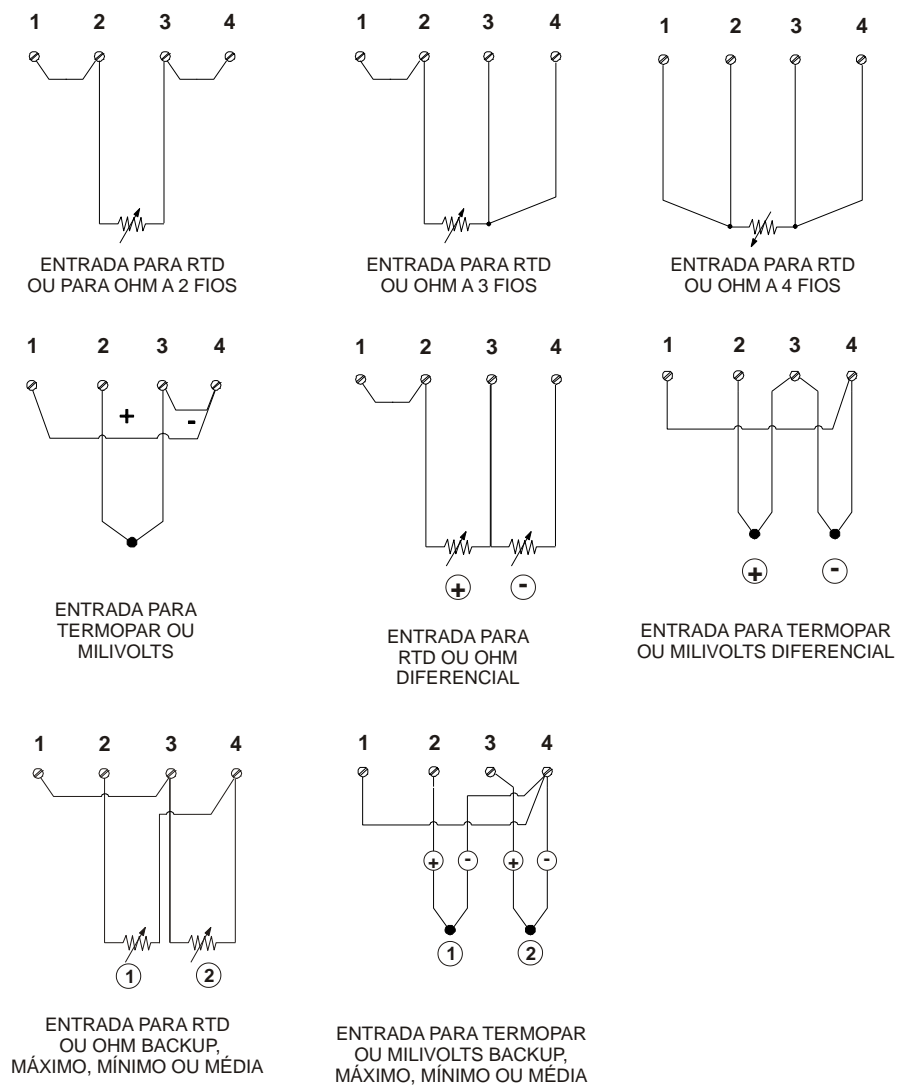 1 2 3 4
1 2 3 4
1 2 3 4
ENTRADA PARA RTD
OU PARA OHM A 2 FIOS
ENTRADA PARA RTD
OU OHM A 3 FIOS
ENTRADA PARA RTD
OU OHM A 4 FIOS
1 2 3 4
+ -
ENTRADA PARA
TERMOPAR OU
MILIVOLTS
1 2 3 4
+ -
ENTRADA PARA
RTD OU OHM
DIFERENCIAL
1 2 3 4
+ -
ENTRADA PARA TERMOPAR
OU MILIVOLTS DIFERENCIAL
1 2 3 4
1 2
ENTRADA PARA RTD
OU OHM BACKUP,
MÁXIMO, MÍNIMO OU MÉDIA
1 2 3 4
+ - + -
1 2
ENTRADA PARA TERMOPAR
OU MILIVOLTS BACKUP,
MÁXIMO, MÍNIMO OU MÉDIA